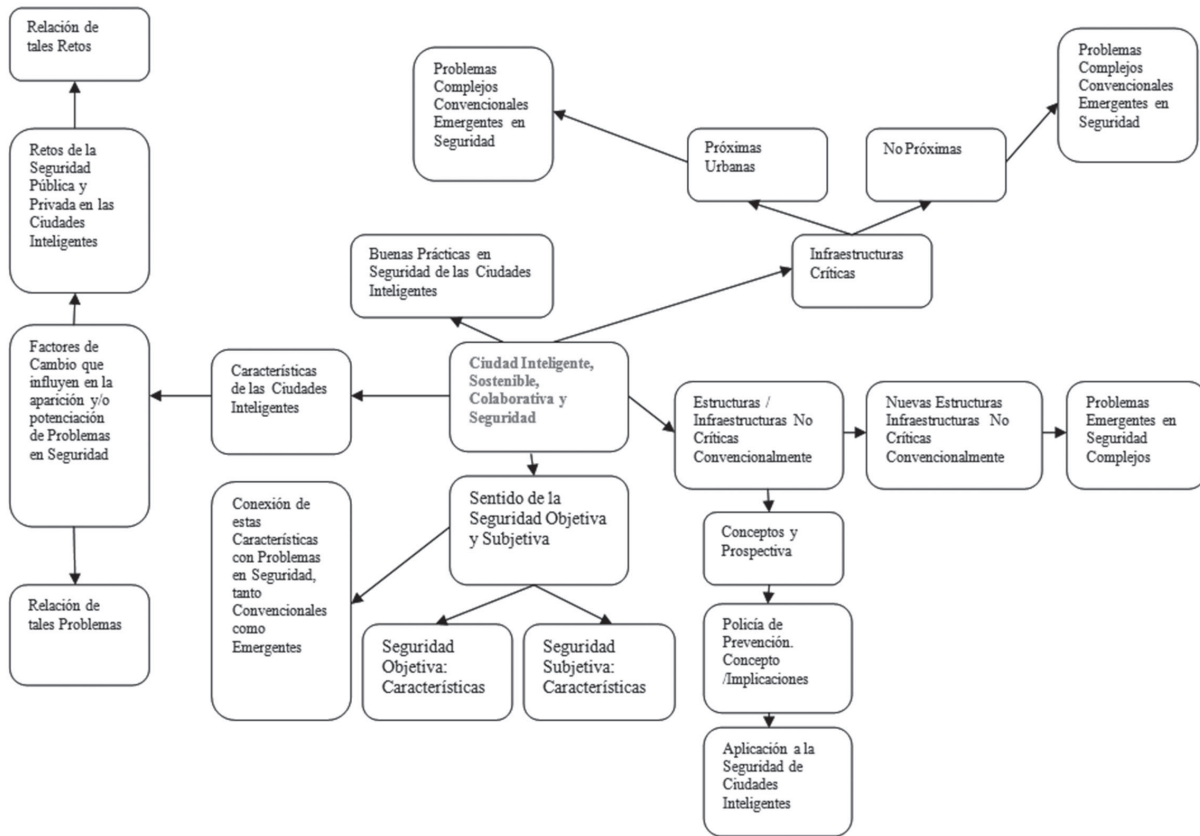 Relación de
tales Retos
Retos de la
Seguridad
Pública y
Privada en las
Ciudades
Inteligentes
Factores de
Cambio que
influyen en la
aparición y/o
potenciación
de Problemas
en Seguridad
Relación de
tales Problemas
Características
de las Ciudades
Inteligentes
Conexión de
estas
Características
con Problemas
en Seguridad,
tanto
Convencionales
como
Emergentes
Buenas Prácticas en
Seguridad de las Ciudades
Inteligentes
Ciudad Inteligente,
Sostenible,
Colaborativa y
Seguridad
Sentido de la
Seguridad Objetiva
y Subjetiva
Seguridad
Objetiva:
Características
Seguridad
Subjetiva:
Características
Problemas
Complejos
Convencionales
Emergentes en
Seguridad
Próximas
Urbanas
No Próximas
Problemas
Complejos
Convencionales
Emergentes en
Seguridad
Infraestructuras
Críticas
Estructuras /
Infraestructuras No
Críticas
Convencionalmente
Nuevas Estructuras
Infraestructuras No
Críticas
Convencionalmente
Problemas
Emergentes en
Seguridad
Complejos
Conceptos y
Prospectiva
Policía de
Prevención.
Concepto
/Implicaciones
Aplicación a la
Seguridad de
Ciudades
Inteligentes